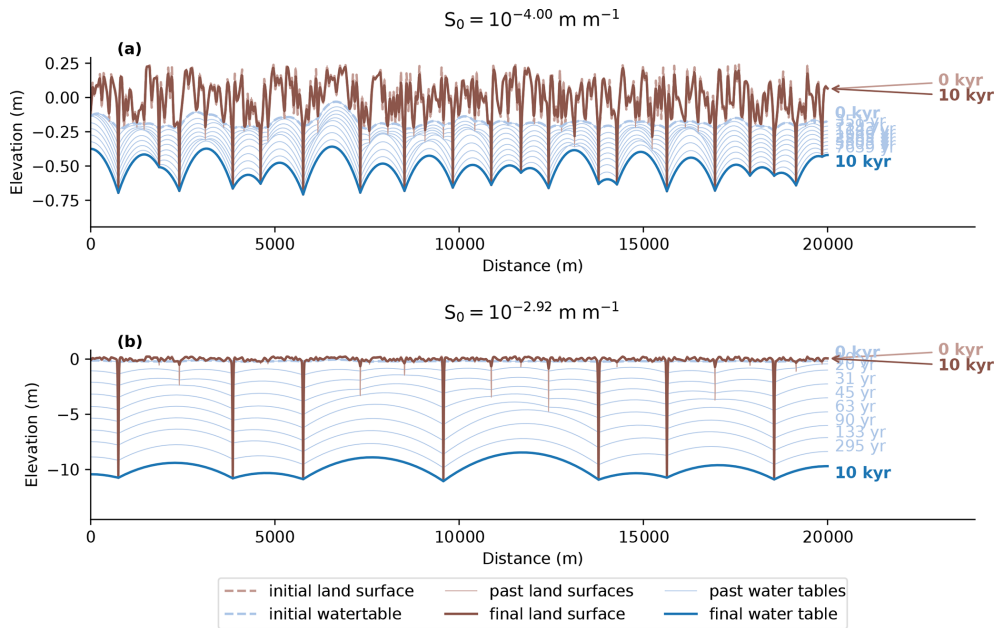 S₀ = 10⁻⁴·⁰⁰ m m⁻¹
(a)
0.25
0.00
−0.25
−0.50
−0.75
Elevation (m)
0 kyr
10 kyr
0 kyr
10 kyr
0
5000
10000
15000
20000
Distance (m)
S₀ = 10⁻²·⁹² m m⁻¹
(b)
0
−5
−10
Elevation (m)
0 kyr
10 kyr
0 kyr
20 yr
31 yr
45 yr
63 yr
90 yr
133 yr
295 yr
10 kyr
0
5000
10000
15000
20000
Distance (m)
initial land surface
past land surfaces
past water tables
initial watertable
final land surface
final water table